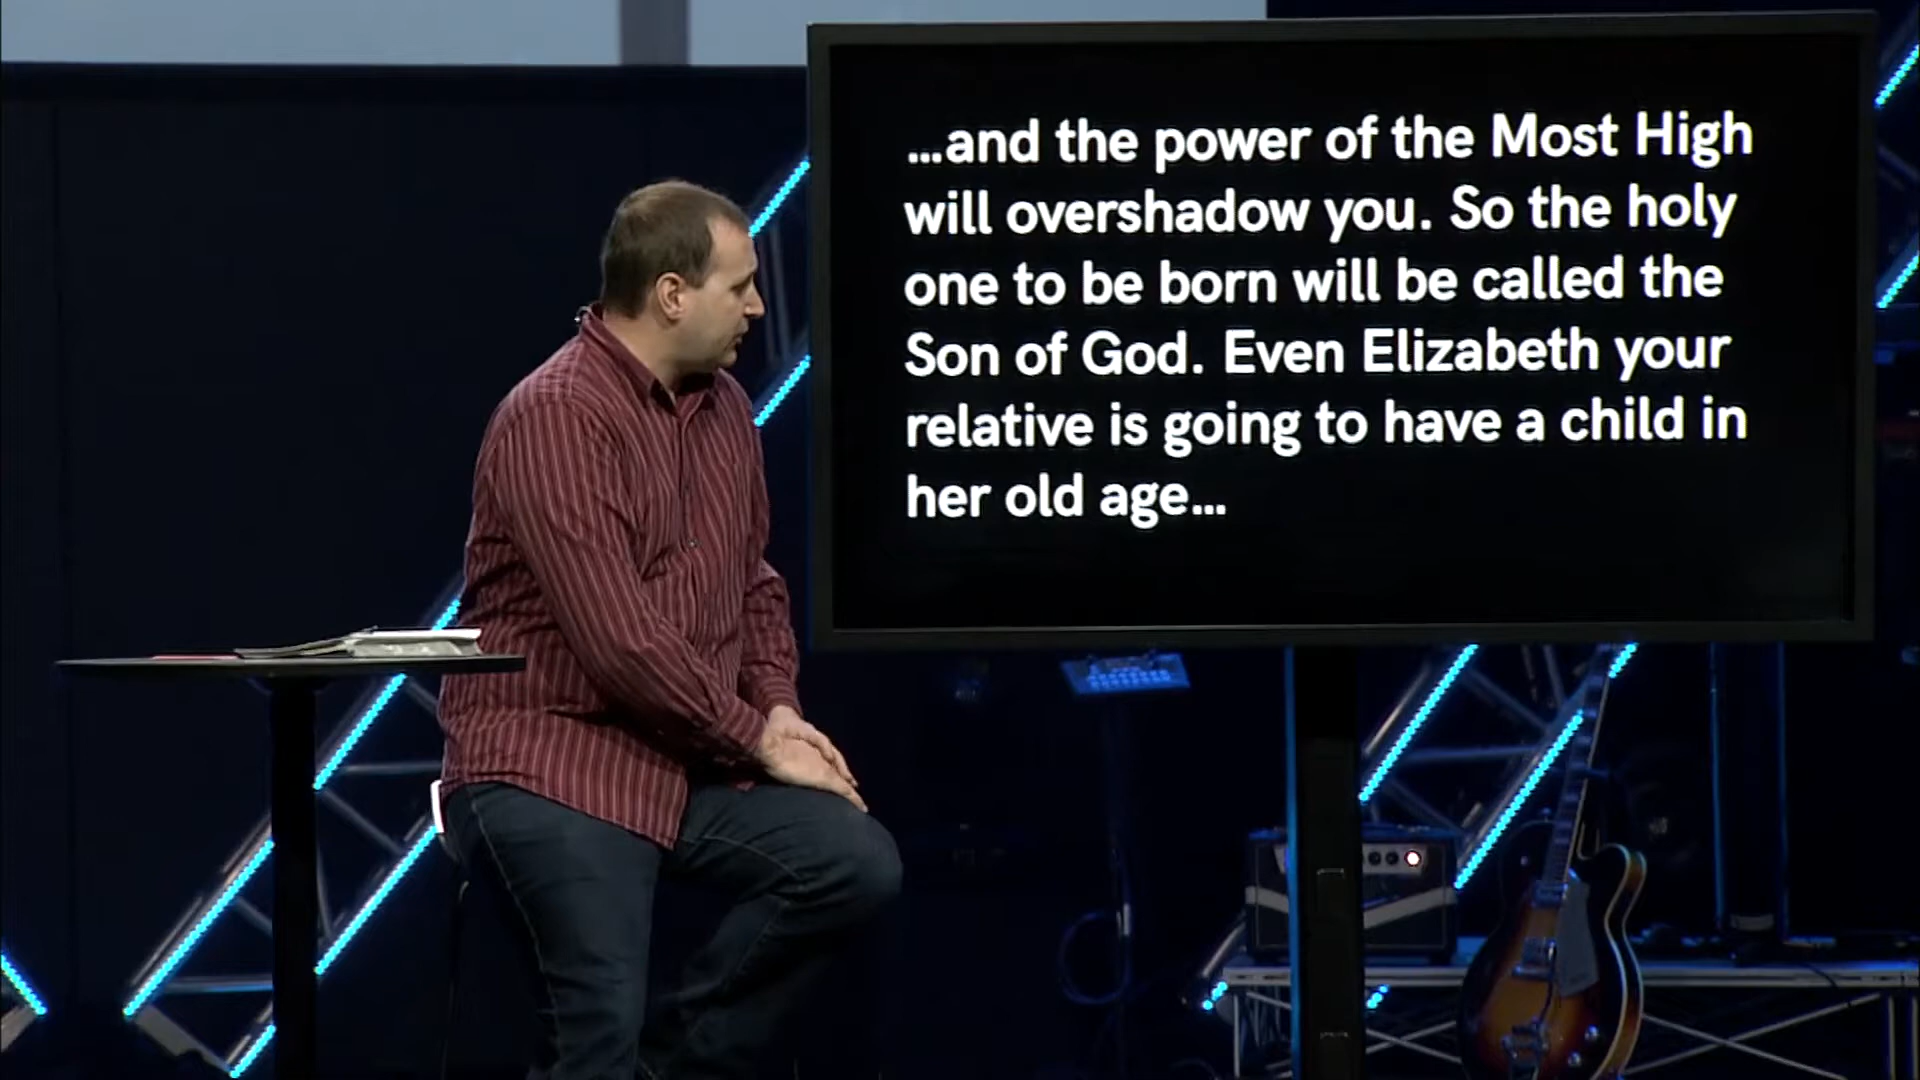 ...and the power of the Most High
will overshadow you. So the holy
one to be born will be called the
Son of God. Even Elizabeth your
relative is going to have a child in
her old age...